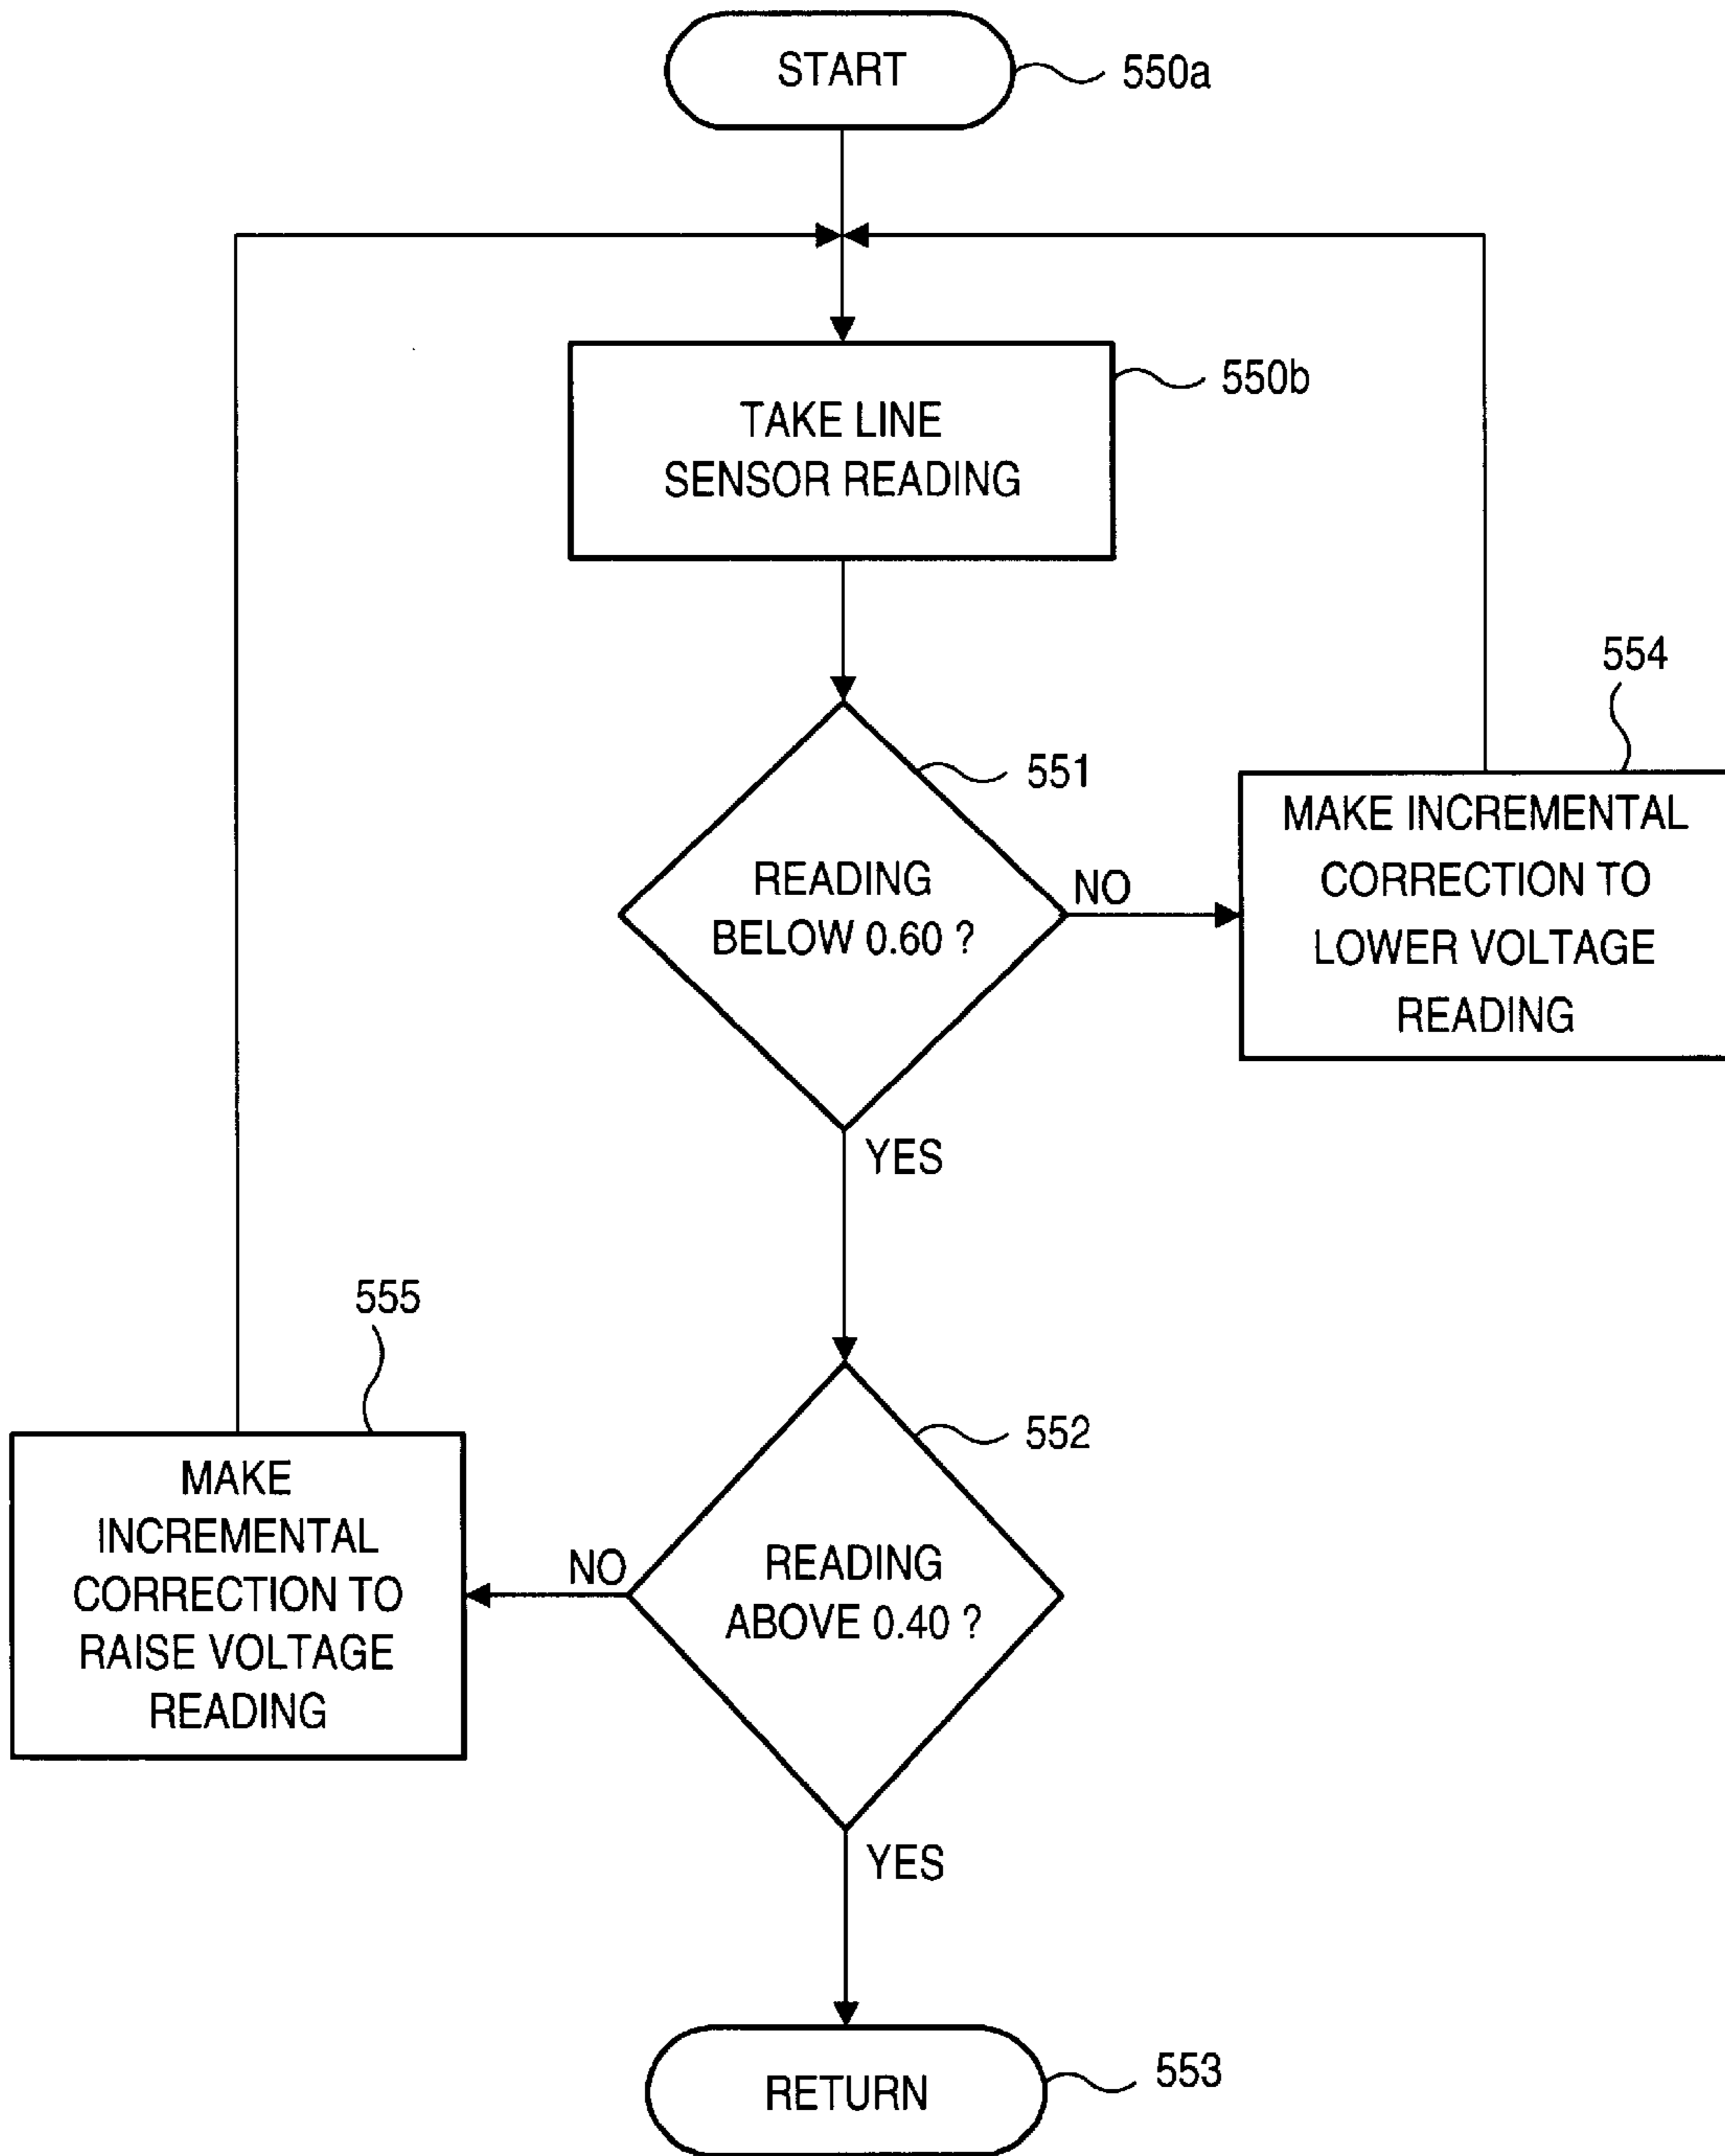 START
550a
TAKE LINE
SENSOR READING
550b
551
READING
BELOW 0.60 ?
NO
554
MAKE INCREMENTAL
CORRECTION TO
LOWER VOLTAGE
READING
YES
552
READING
ABOVE 0.40 ?
NO
555
MAKE
INCREMENTAL
CORRECTION TO
RAISE VOLTAGE
READING
YES
RETURN
553